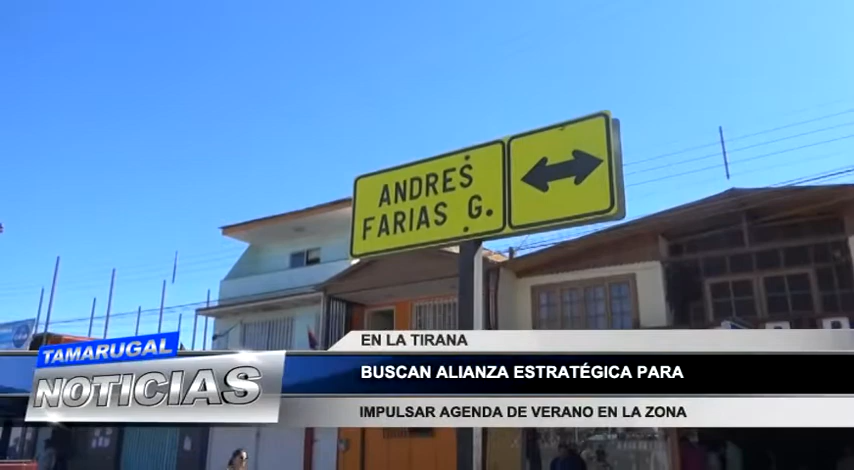 ANDRES
FARIAS G.
EN LA TIRANA
TAMARUGAL
NOTICIAS
BUSCAN ALIANZA ESTRATÉGICA PARA
IMPULSAR AGENDA DE VERANO EN LA ZONA